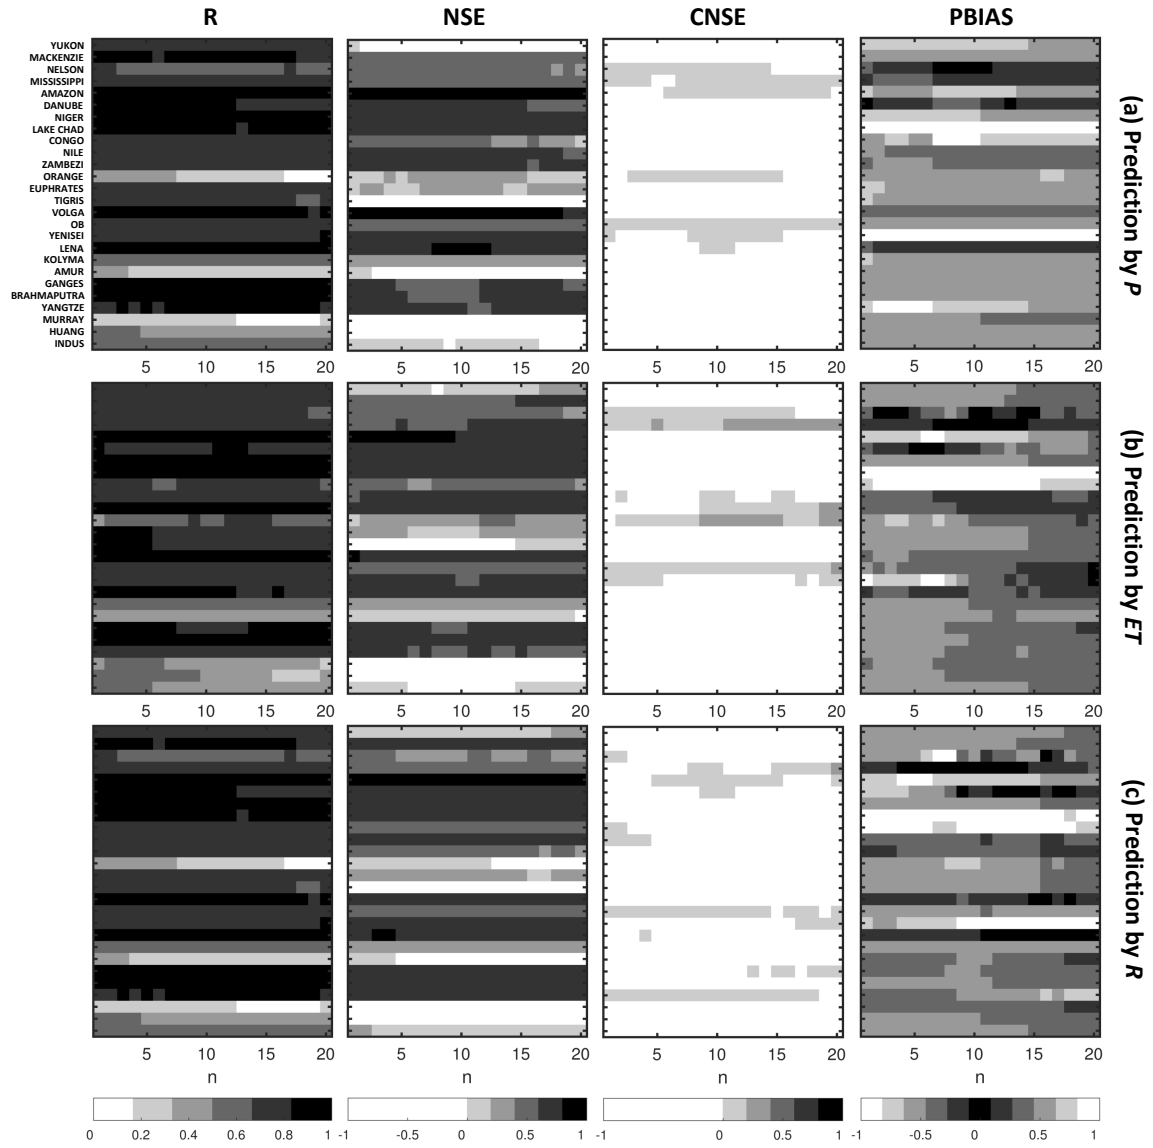 R NSE CNSE PBIAS
YUKON
MACKENZIE
NELSON
MISSISSIPPI
AMAZON
DANUBE
NIGER
LAKE CHAD
CONGO
NILE
ZAMBEZI
ORANGE
EUPHRATES
TIGRIS
VOLGA
OB
YENISEI
LENA
KOLYMA
AMUR
GANGES
BRAHMAPUTRA
YANGTZE
MURRAY
HUANG
INDUS
(a) Prediction by P
5 10 15 20 5 10 15 20 5 10 15 20 5 10 15 20
(b) Prediction by ET
5 10 15 20 5 10 15 20 5 10 15 20 5 10 15 20
(c) Prediction by R
5 10 15 20 5 10 15 20 5 10 15 20 5 10 15 20
n n n n
0 0.2 0.4 0.6 0.8 1 -1 -0.5 0 0.5 1 -1 0 0.5 1 -1 0 0.5 1